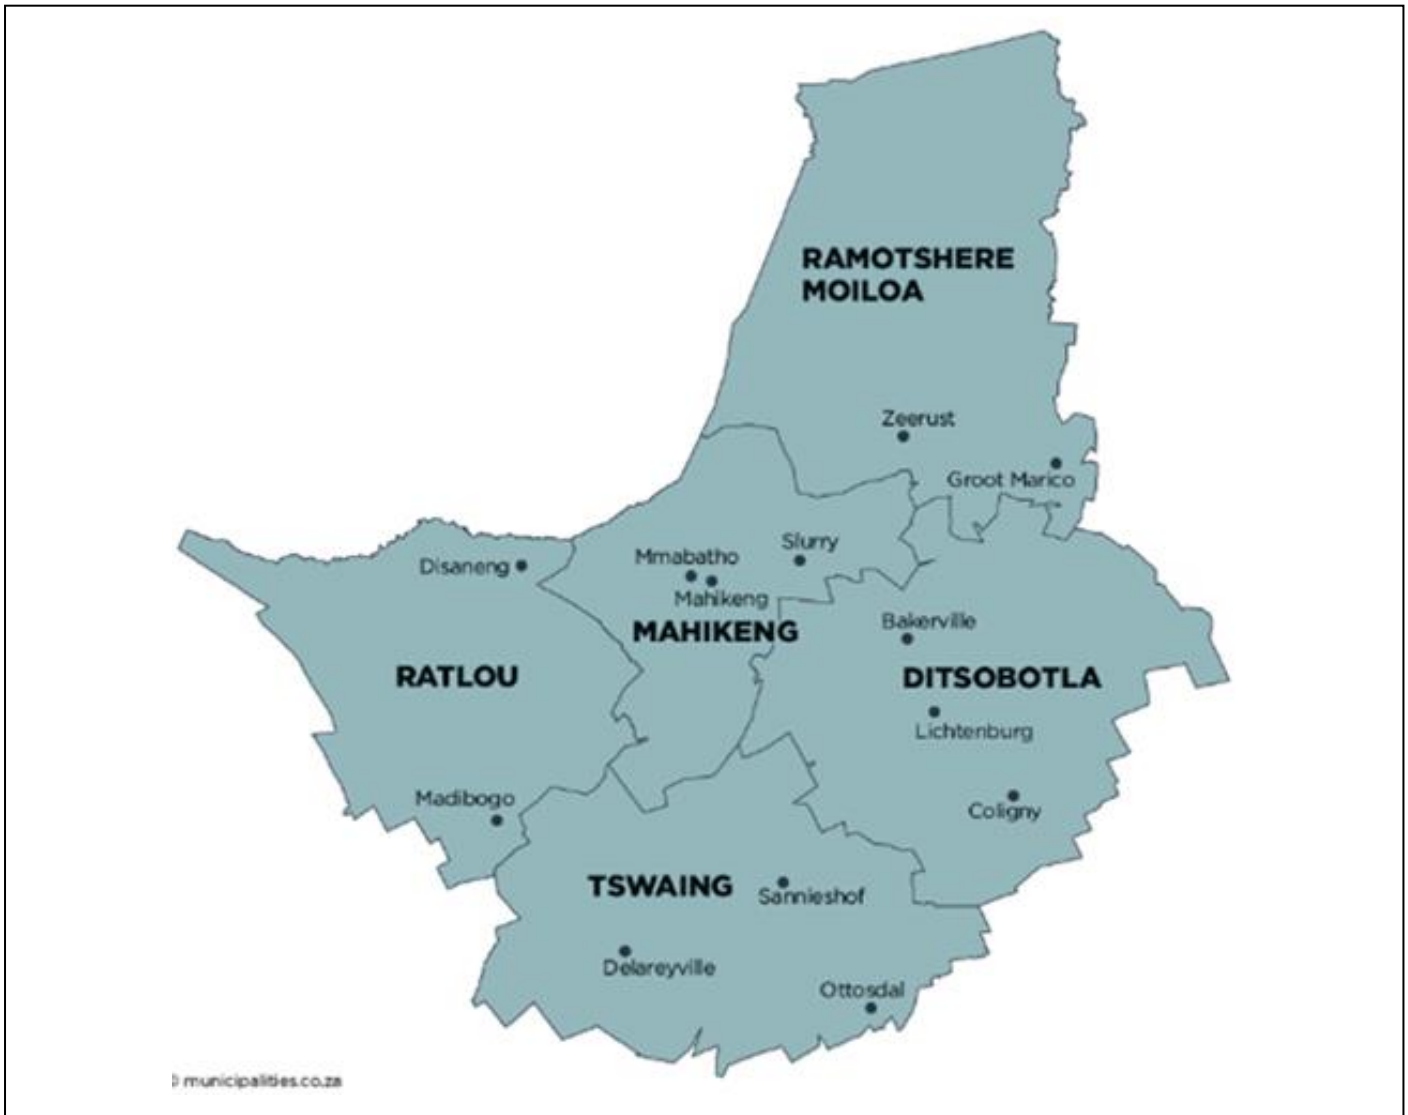 RAMOTSHERE
MOILOA
Zeerust
Groot Marico
Slurry
Mmabatho
Disaneng
Mahikeng
MAHIKENG
Bakerville
RATLOU
DITSOBOTLA
Lichtenburg
Madibogo
Coligny
TSWAING
Sannieshof
Delareyville
Ottosdal
municipalities.co.za